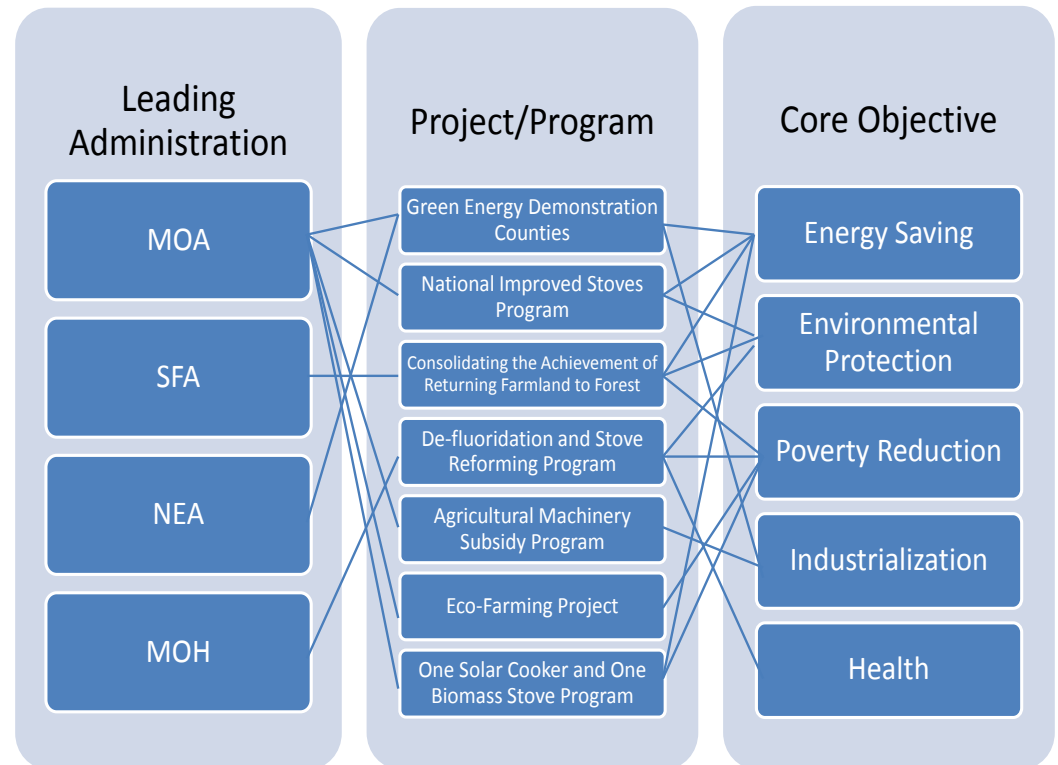 Leading
Administration
MOA
SFA
NEA
MOH
Project/Program
Green Energy Demonstration
Counties
National Improved Stoves
Program
Consolidating the Achievement of
Returning Farmland to Forest
De-fluoridation and Stove
Reforming Program
Agricultural Machinery
Subsidy Program
Eco-Farming Project
One Solar Cooker and One
Biomass Stove Program
Core Objective
Energy Saving
Environmental
Protection
Poverty Reduction
Industrialization
Health